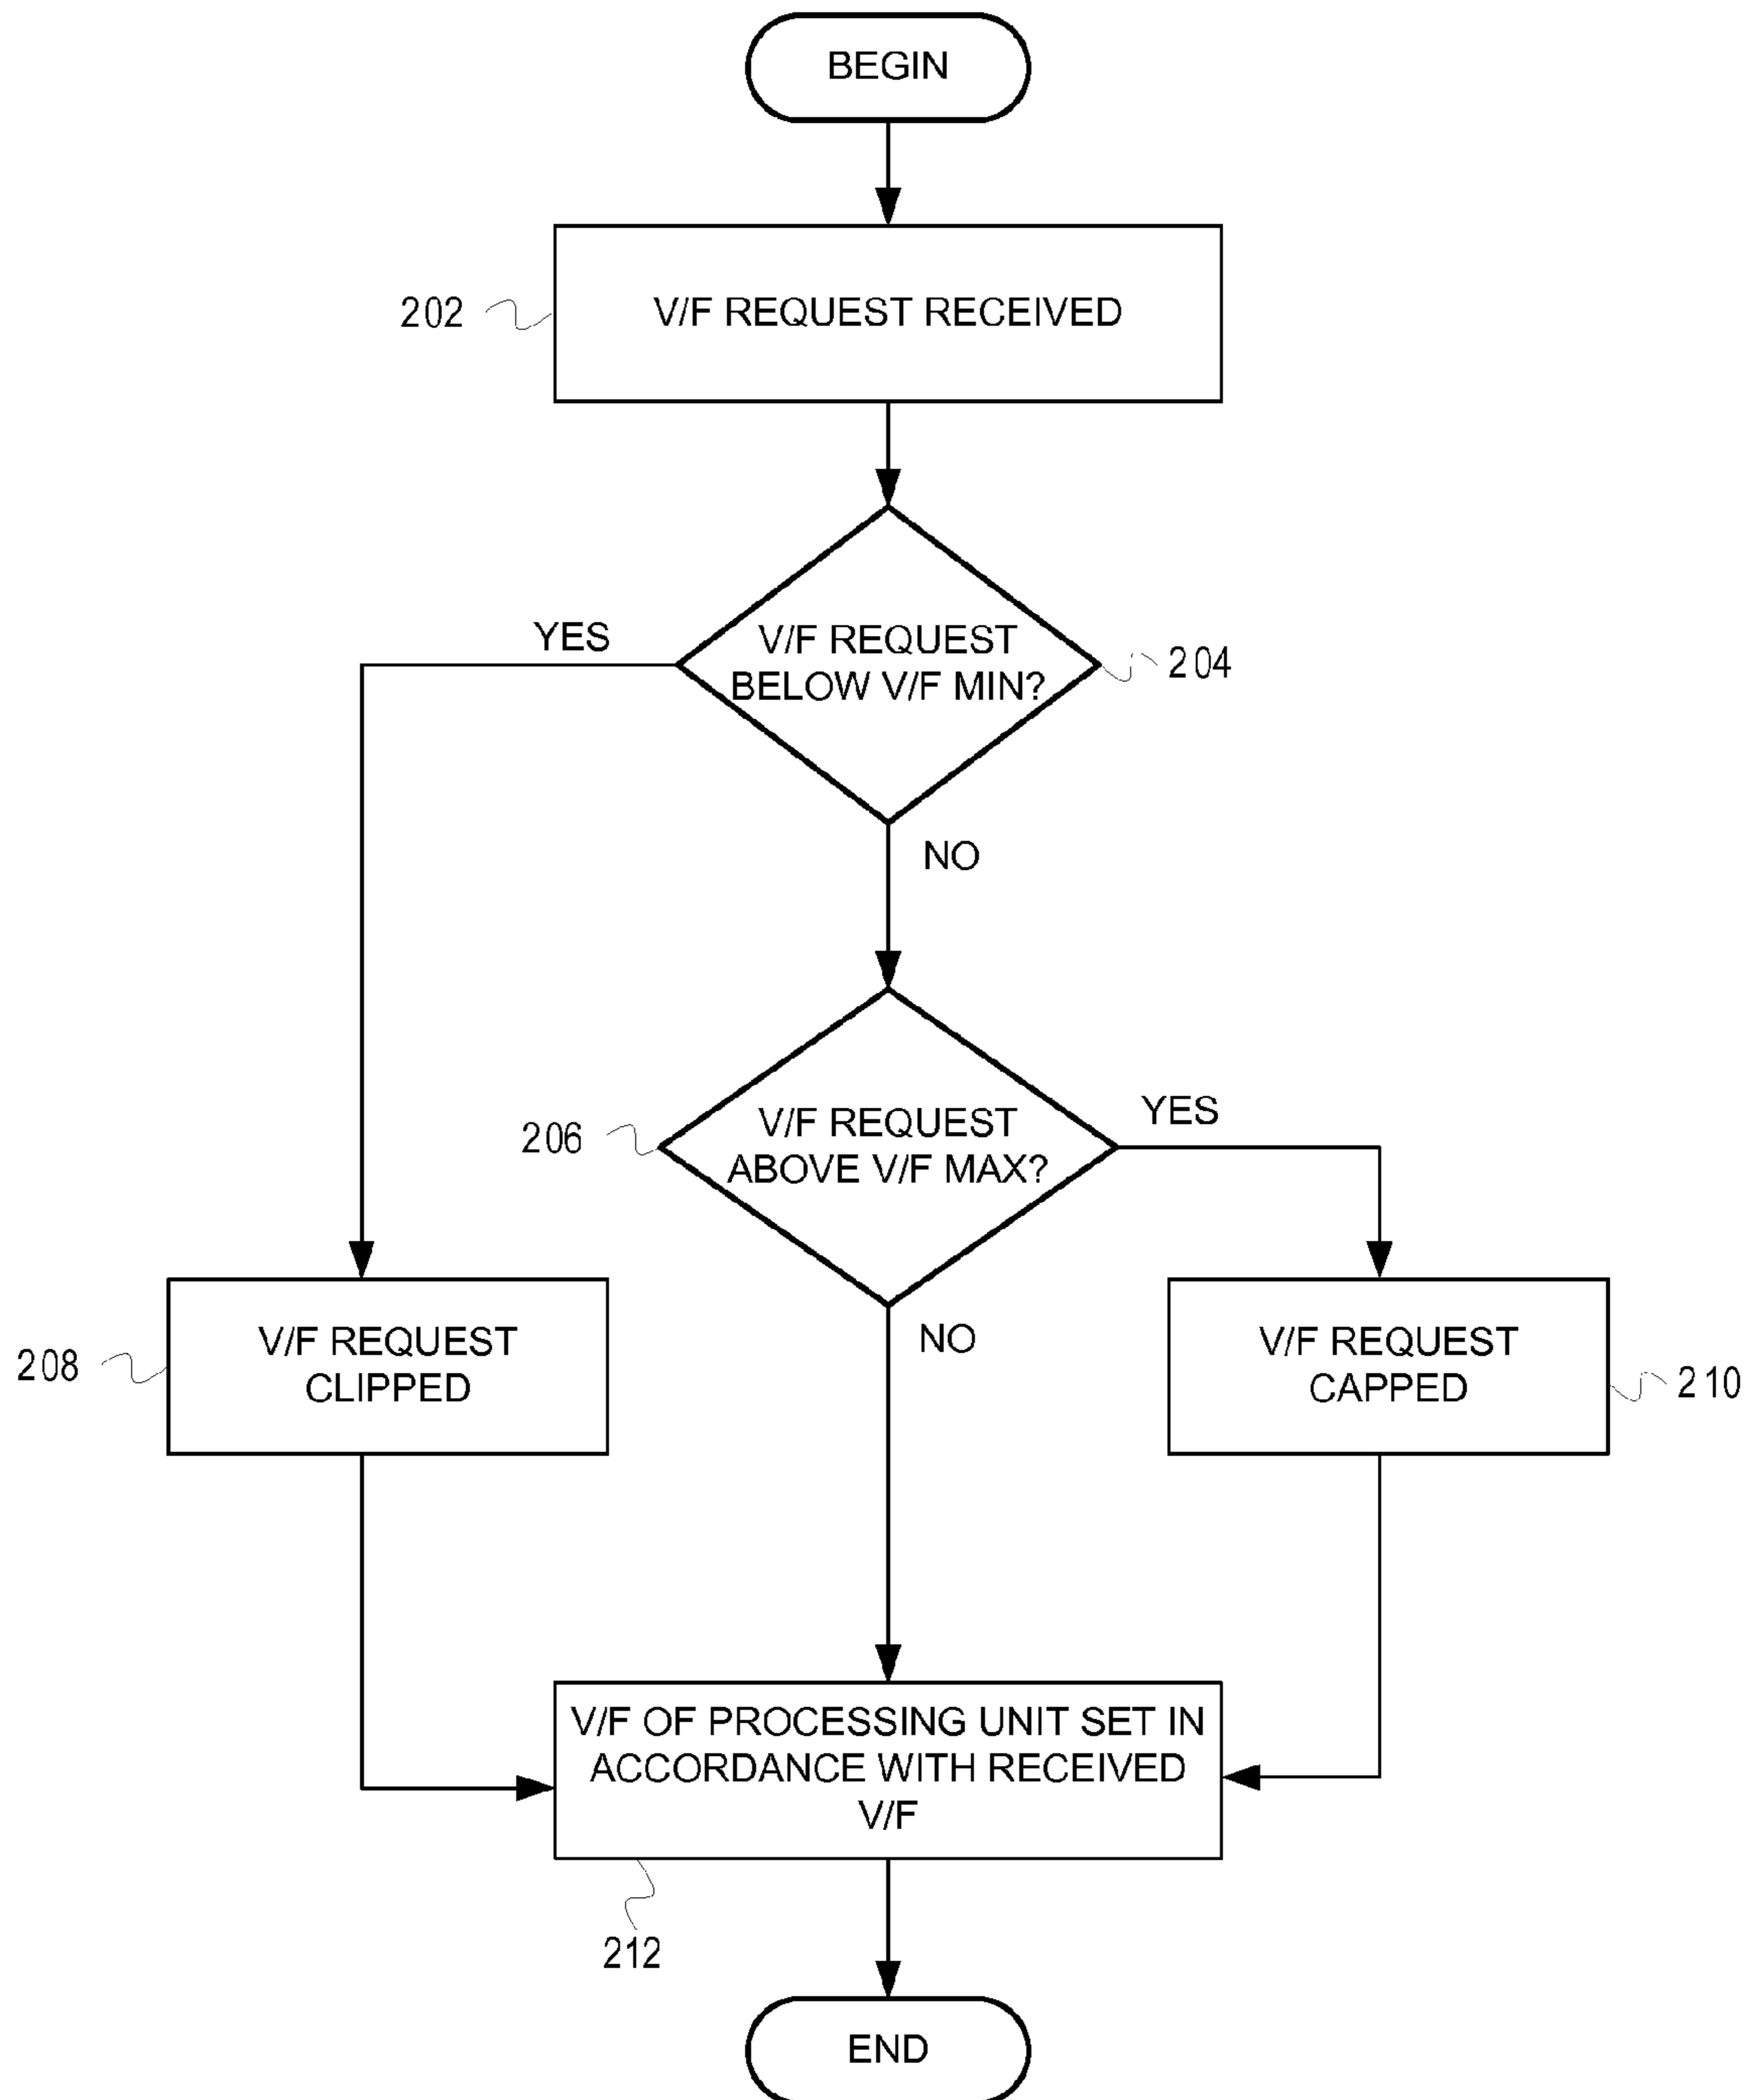 BEGIN
202
V/F REQUEST RECEIVED
YES
V/F REQUEST
BELOW V/F MIN?
204
NO
206
V/F REQUEST
ABOVE V/F MAX?
YES
208
V/F REQUEST
CLIPPED
NO
V/F REQUEST
CAPPED
210
V/F OF PROCESSING UNIT SET IN
ACCORDANCE WITH RECEIVED
V/F
212
END